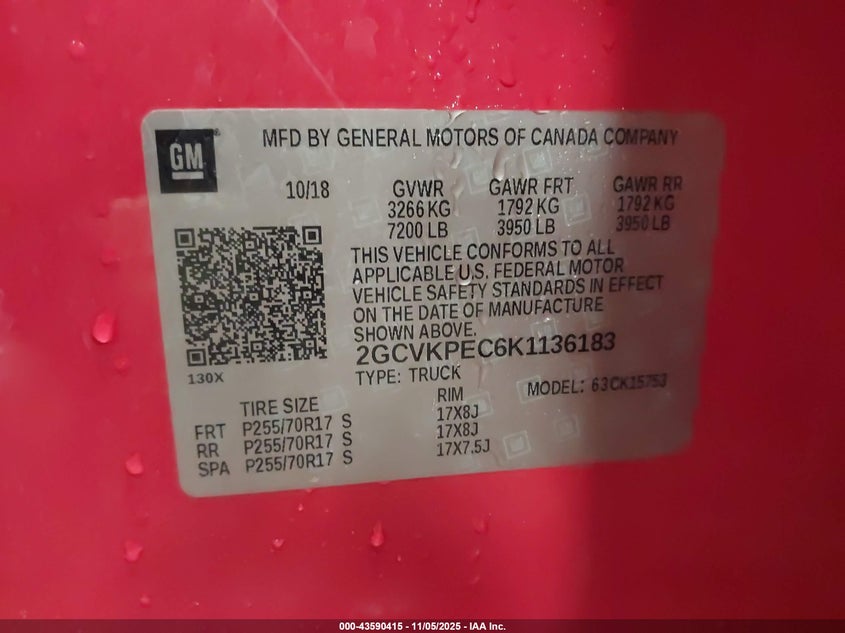 GM
MFD BY GENERAL MOTORS OF CANADA COMPANY
10/18 GVWR GAWR FRT GAWR RR
3266 KG 1792 KG 1792 KG
7200 LB 3950 LB 3950 LB
THIS VEHICLE CONFORMS TO ALL
APPLICABLE U.S. FEDERAL MOTOR
VEHICLE SAFETY STANDARDS IN EFFECT
ON THE DATE OF MANUFACTURE
SHOWN ABOVE.
2GCVKPEC6K1136183
130X
TYPE: TRUCK
MODEL: 63CK15753
TIRE SIZE RIM
FRT P255/70R17 S 17X8J
RR P255/70R17 S 17X8J
SPA P255/70R17 S 17X7.5J
000-43590415 - 11/05/2025 - IAA Inc.